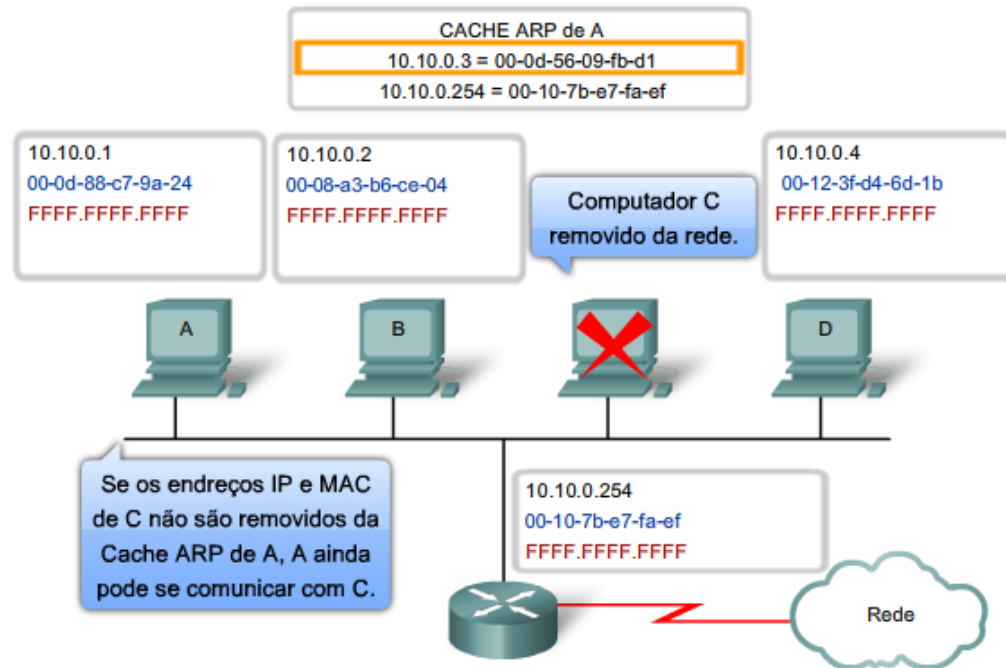 CACHE ARP de A
10.10.0.3 = 00-0d-56-09-fb-d1
10.10.0.254 = 00-10-7b-e7-fa-ef
10.10.0.1
00-0d-88-c7-9a-24
FFFF.FFFF.FFFF
10.10.0.2
00-08-a3-b6-ce-04
FFFF.FFFF.FFFF
Computador C
removido da rede.
10.10.0.4
00-12-3f-d4-6d-1b
FFFF.FFFF.FFFF
A
B
D
Se os endreços IP e MAC
de C não são removidos da
Cache ARP de A, A ainda
pode se comunicar com C.
10.10.0.254
00-10-7b-e7-fa-ef
FFFF.FFFF.FFFF
Rede